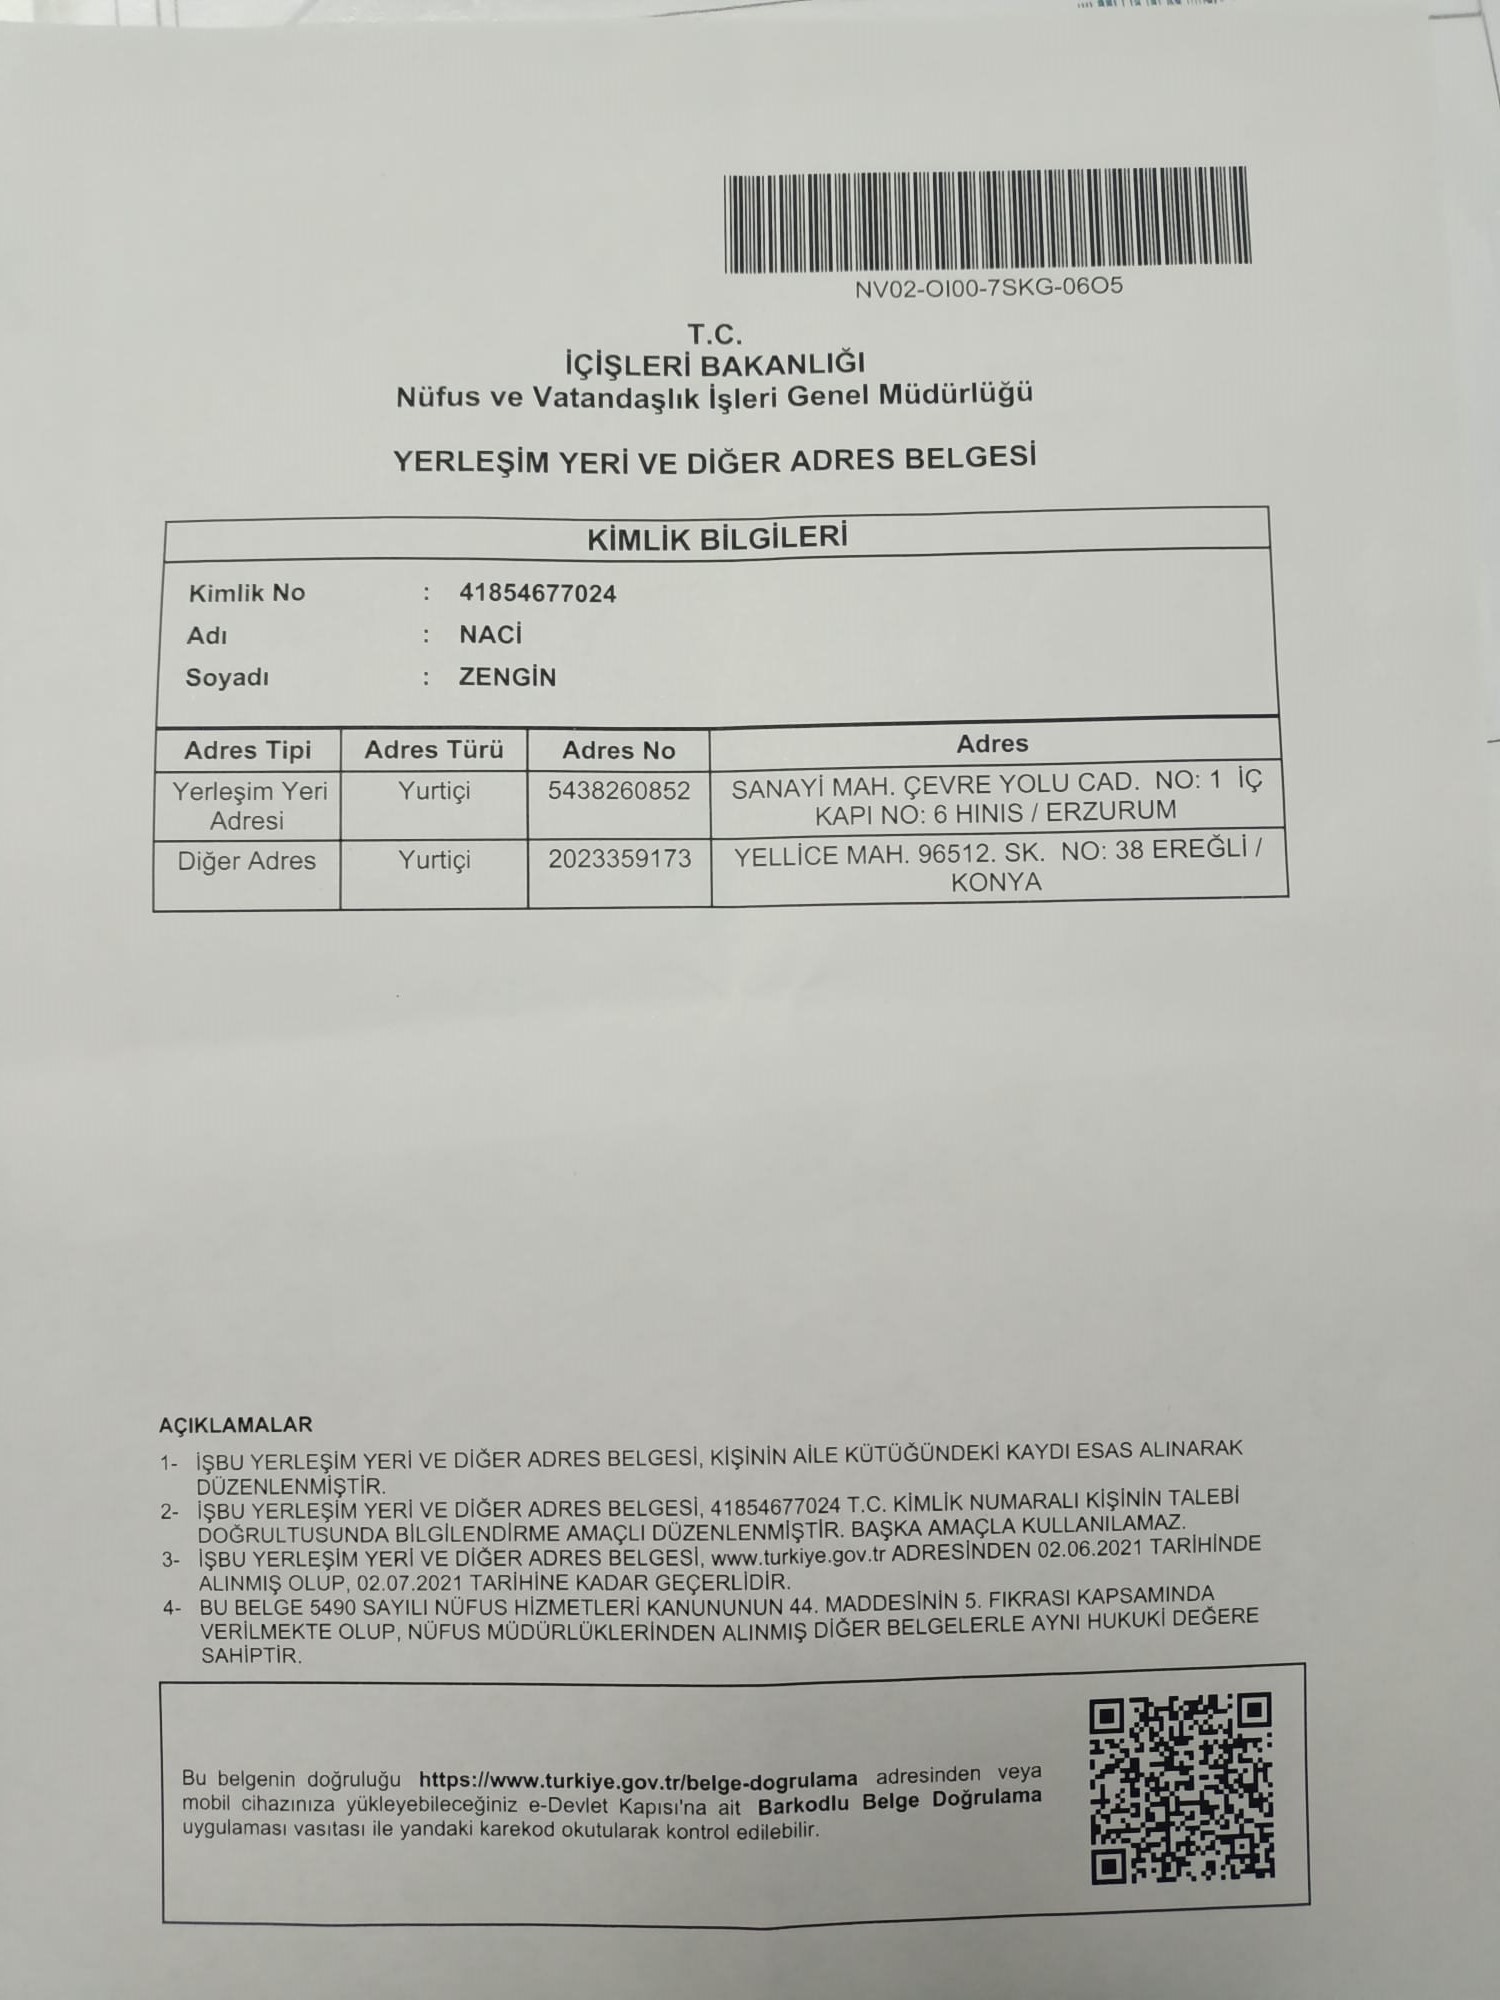 NV02-OI00-7SKG-06O5
T.C.
İÇİŞLERİ BAKANLIĞI
Nüfus ve Vatandaşlık İşleri Genel Müdürlüğü
YERLEŞİM YERİ VE DİĞER ADRES BELGESİ
KİMLİK BİLGİLERİ
Kimlik No : 41854677024
Adı : NACİ
Soyadı : ZENGİN
Adres Tipi Adres Türü Adres No Adres
Yerleşim Yeri Adresi Yurtiçi 5438260852 SANAYİ MAH. ÇEVRE YOLU CAD. NO: 1 İÇ
KAPI NO: 6 HINIS / ERZURUM
Diğer Adres Yurtiçi 2023359173 YELLİCE MAH. 96512. SK. NO: 38 EREĞLİ /
KONYA
AÇIKLAMALAR
1- İŞBU YERLEŞİM YERİ VE DİĞER ADRES BELGESİ, KİŞİNİN AİLE KÜTÜĞÜNDEKİ KAYDI ESAS ALINARAK
DÜZENLENMİŞTİR.
2- İŞBU YERLEŞİM YERİ VE DİĞER ADRES BELGESİ, 41854677024 T.C. KİMLİK NUMARALI KİŞİNİN TALEBİ
DOĞRULTUSUNDA BİLGİLENDİRME AMAÇLI DÜZENLENMİŞTİR. BAŞKA AMAÇLA KULLANILAMAZ.
3- İŞBU YERLEŞİM YERİ VE DİĞER ADRES BELGESİ, www.turkiye.gov.tr ADRESİNDEN 02.06.2021 TARİHİNDE
ALINMIŞ OLUP, 02.07.2021 TARİHİNE KADAR GEÇERLİDİR.
4- BU BELGE 5490 SAYILI NÜFUS HİZMETLERİ KANUNUNUN 44. MADDESİNİN 5. FIKRASI KAPSAMINDA
VERİLMEKTE OLUP, NÜFUS MÜDÜRLÜKLERİNDEN ALINMIŞ DİĞER BELGELERLE AYNI HUKUKİ DEĞERE
SAHİPTİR.
Bu belgenin doğruluğu https://www.turkiye.gov.tr/belge-dogrulama adresinden veya
mobil cihazınıza yükleyebileceğiniz e-Devlet Kapısı'na ait Barkodlu Belge Doğrulama
uygulaması vasıtası ile yandaki karekod okutularak kontrol edilebilir.